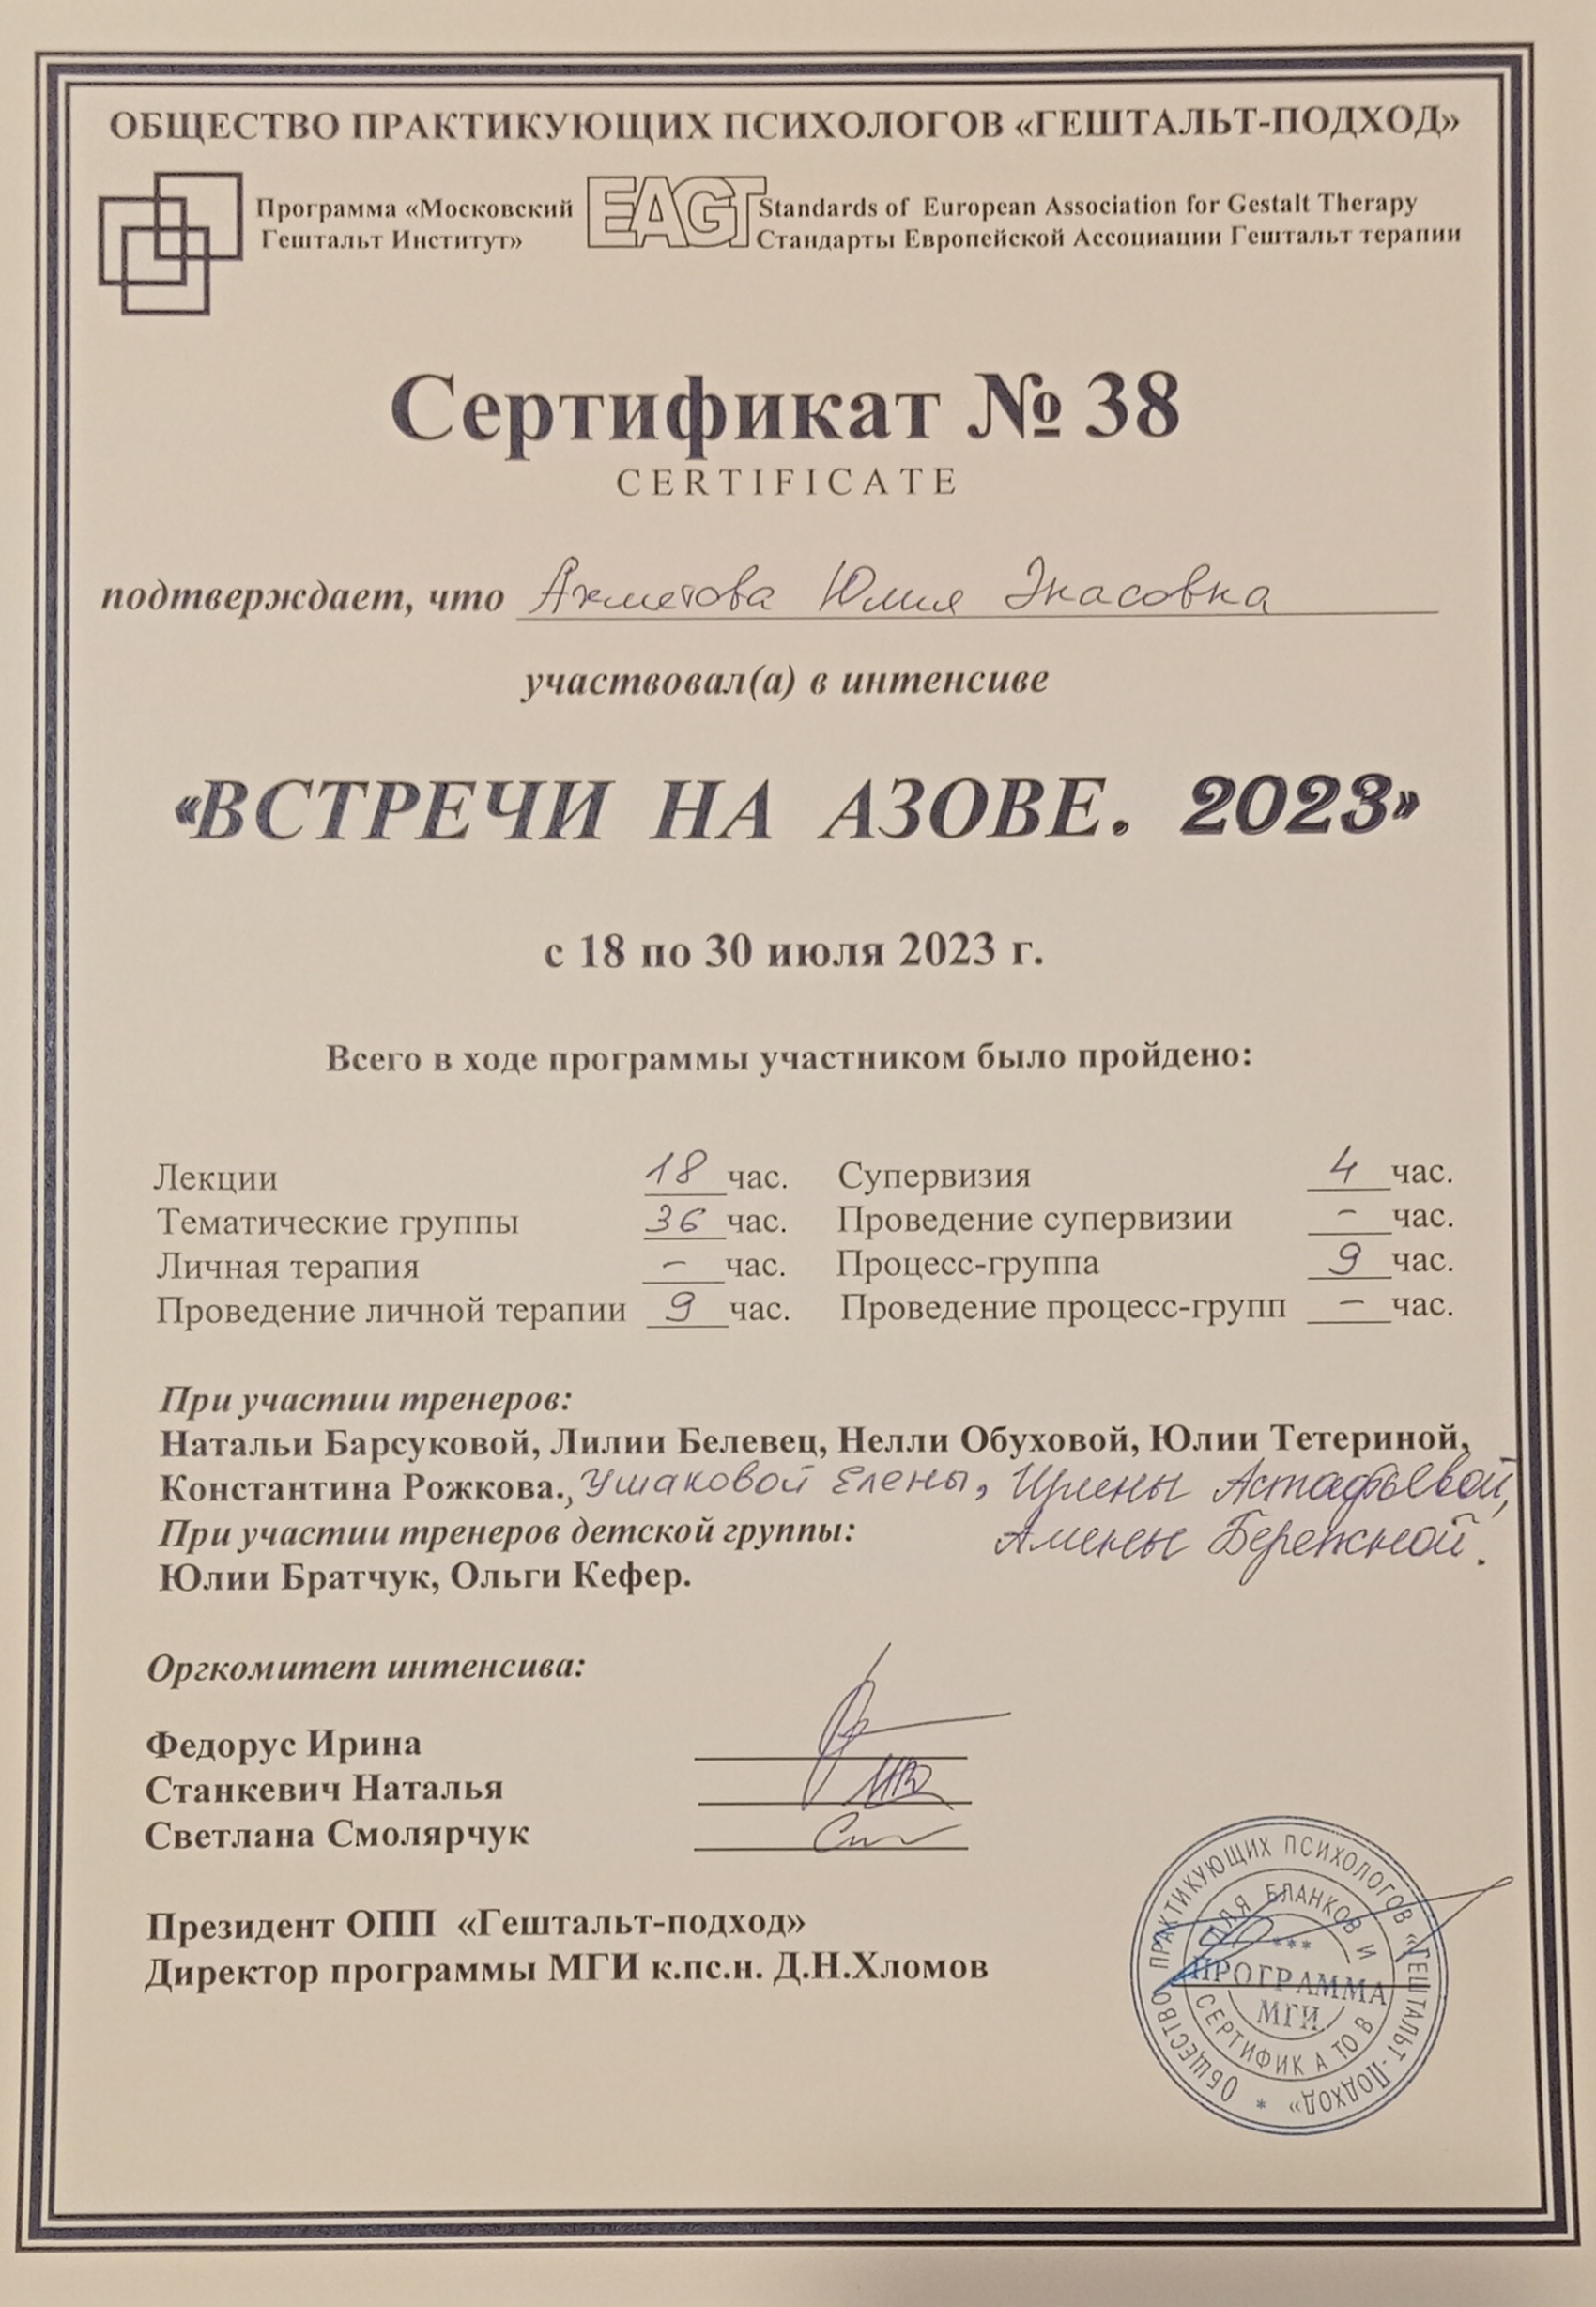 ОБЩЕСТВО ПРАКТИКУЮЩИХ ПСИХОЛОГОВ «ГЕШТАЛЬТ-ПОДХОД»
Программа «Московский
Гештальт Институт»
EAGT
Standards of European Association for Gestalt Therapy
Стандарты Европейской Ассоциации Гештальт терапии
Сертификат № 38
CERTIFICATE
подтверждает, что Ахметова Юлия Экасовна
участвовал(а) в интенсиве
«ВСТРЕЧИ НА АЗОВЕ. 2023»
с 18 по 30 июля 2023 г.
Всего в ходе программы участником было пройдено:
Лекции 18 час. Супервизия 4 час.
Тематические группы 36 час. Проведение супервизии – час.
Личная терапия – час. Процесс-группа 9 час.
Проведение личной терапии 9 час. Проведение процесс-групп – час.
При участии тренеров:
Натальи Барсуковой, Лилии Белевец, Нелли Обуховой, Юлии Тетериной,
Константина Рожкова., Ушаковой Елены, Ирины Астафьевой,
При участии тренеров детской группы: Алены Бережной.
Юлии Братчук, Ольги Кефер.
Оргкомитет интенсива:
Федорус Ирина
Станкевич Наталья
Светлана Смолярчук
Президент ОПП «Гештальт-подход»
Директор программы МГИ к.пс.н. Д.Н.Хломов
ОБЩЕСТВО ПРАКТИКУЮЩИХ ПСИХОЛОГОВ «ГЕШТАЛЬТ-ПОДХОД» *
ДЛЯ БЛАНКОВ И СЕРТИФИКАТОВ
***
ПРОГРАММА
МГИ